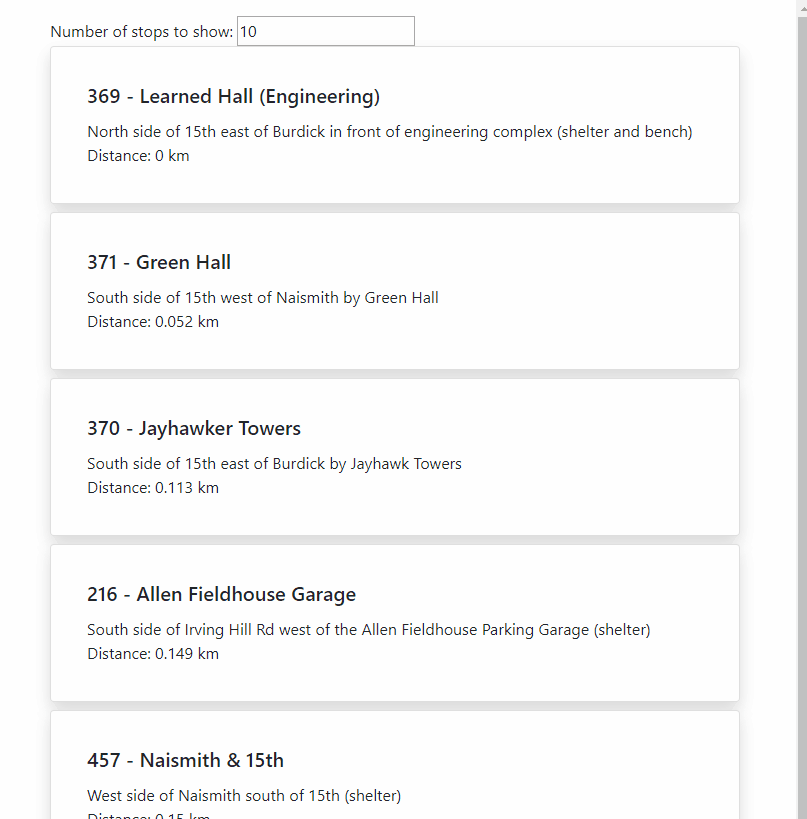 Number of stops to show: 10
369 - Learned Hall (Engineering)
North side of 15th east of Burdick in front of engineering complex (shelter and bench)
Distance: 0 km
371 - Green Hall
South side of 15th west of Naismith by Green Hall
Distance: 0.052 km
370 - Jayhawker Towers
South side of 15th east of Burdick by Jayhawk Towers
Distance: 0.113 km
216 - Allen Fieldhouse Garage
South side of Irving Hill Rd west of the Allen Fieldhouse Parking Garage (shelter)
Distance: 0.149 km
457 - Naismith & 15th
West side of Naismith south of 15th (shelter)
Distance: 0.15 km